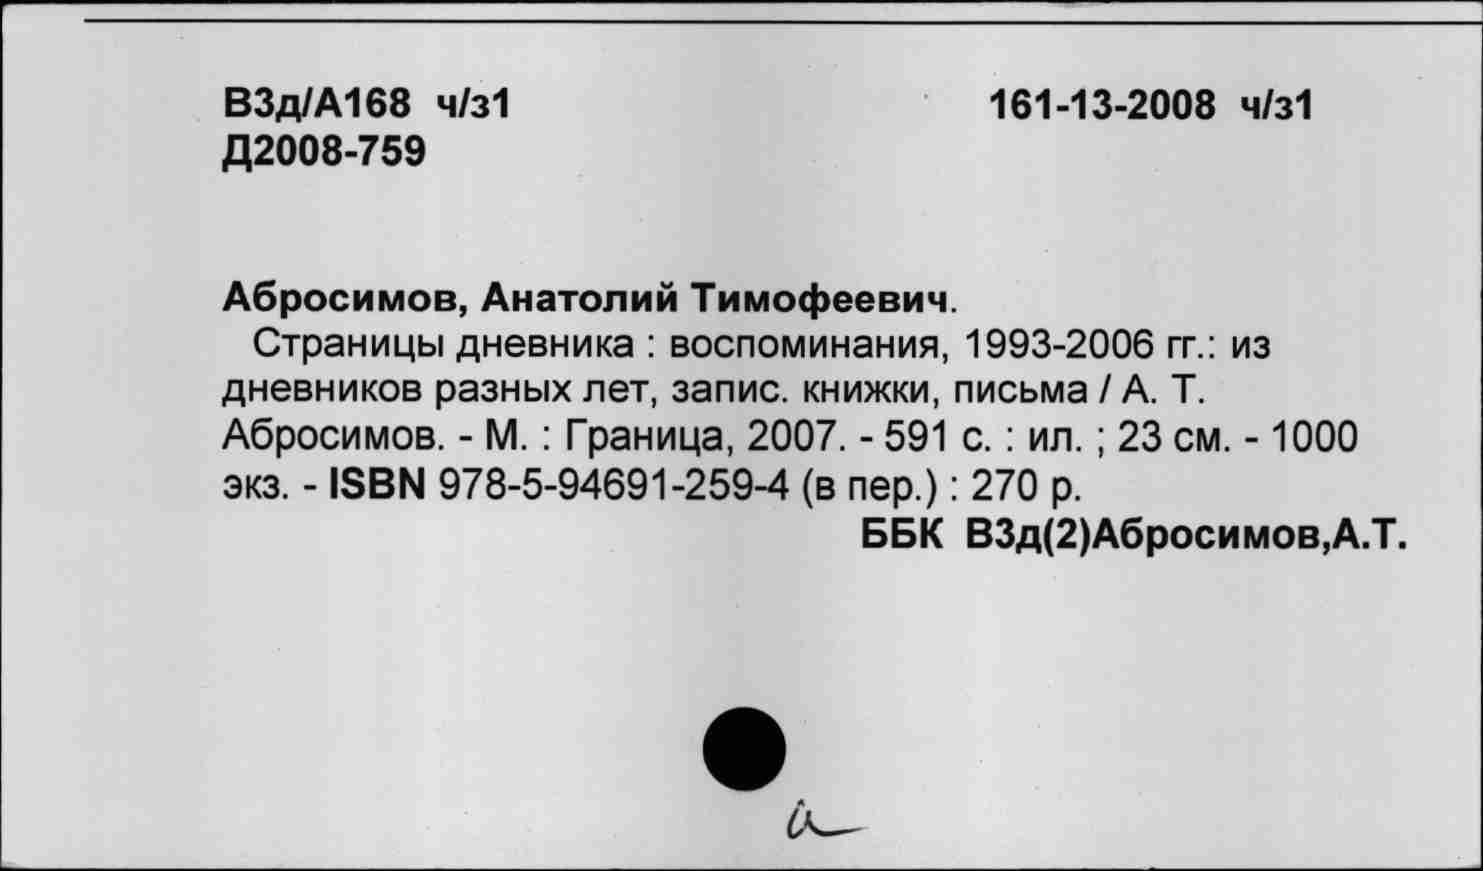 В3д/А168 ч/з1 161-13-2008 ч/з1
Д2008-759
Абросимов, Анатолий Тимофеевич.
Страницы дневника : воспоминания, 1993-2006 гг.: из
дневников разных лет, запис. книжки, письма / А. Т.
Абросимов. - М. : Граница, 2007. - 591 с. : ил. ; 23 см. - 1000
экз. - ISBN 978-5-94691-259-4 (в пер.) : 270 р.
ББК В3д(2)Абросимов,А.Т.